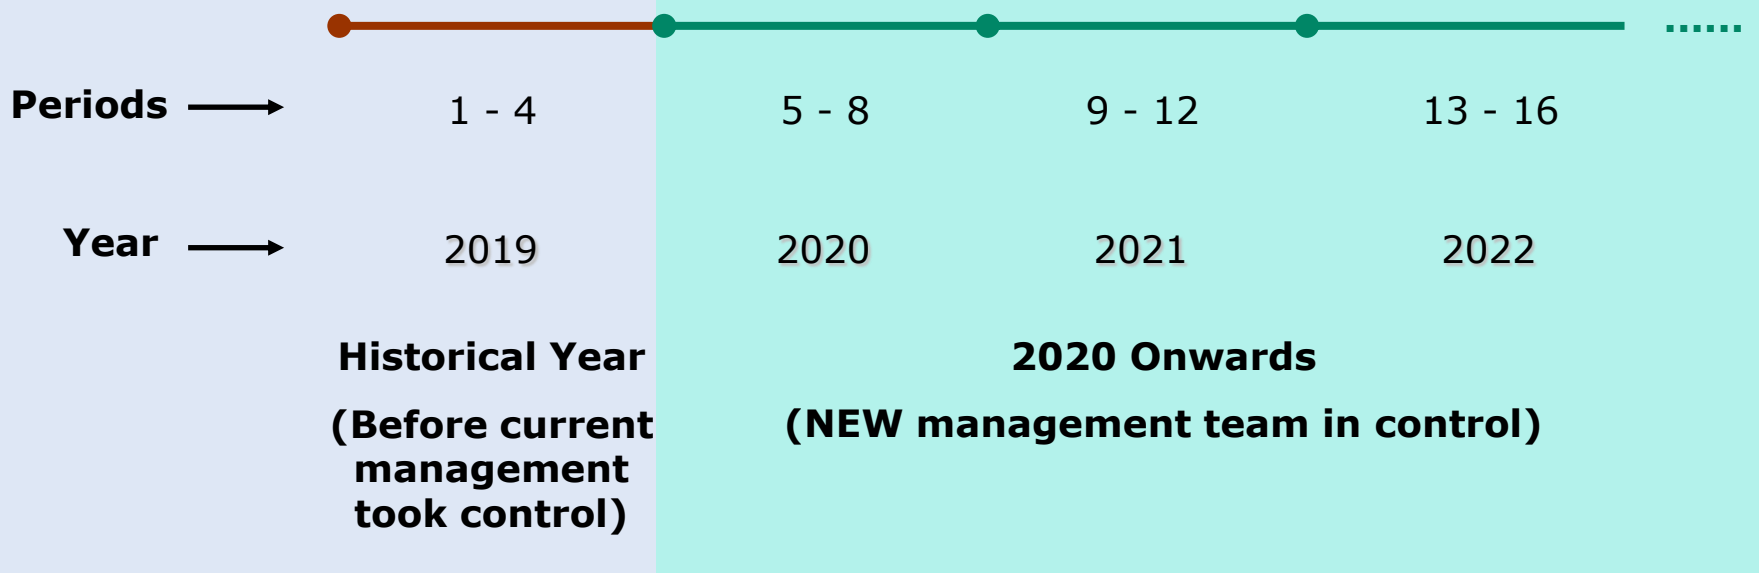 ......
Periods 1 - 4 5 - 8 9 - 12 13 - 16
Year 2019 2020 2021 2022
Historical Year
(Before current
management
took control)
2020 Onwards
(NEW management team in control)